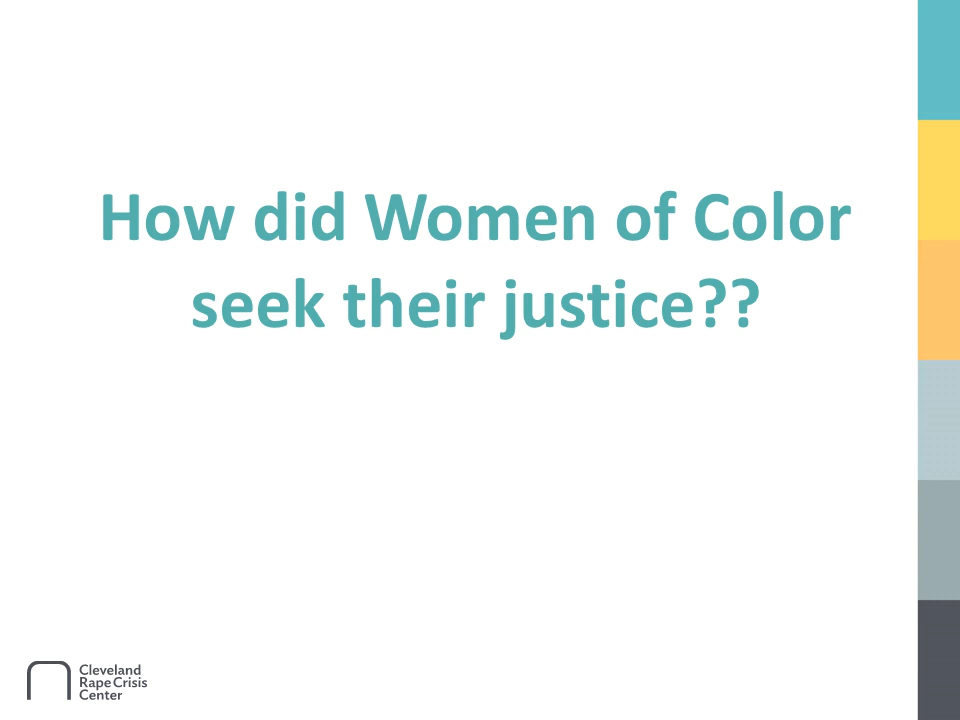 How did Women of Color
seek their justice??
Cleveland
Rape Crisis
Center